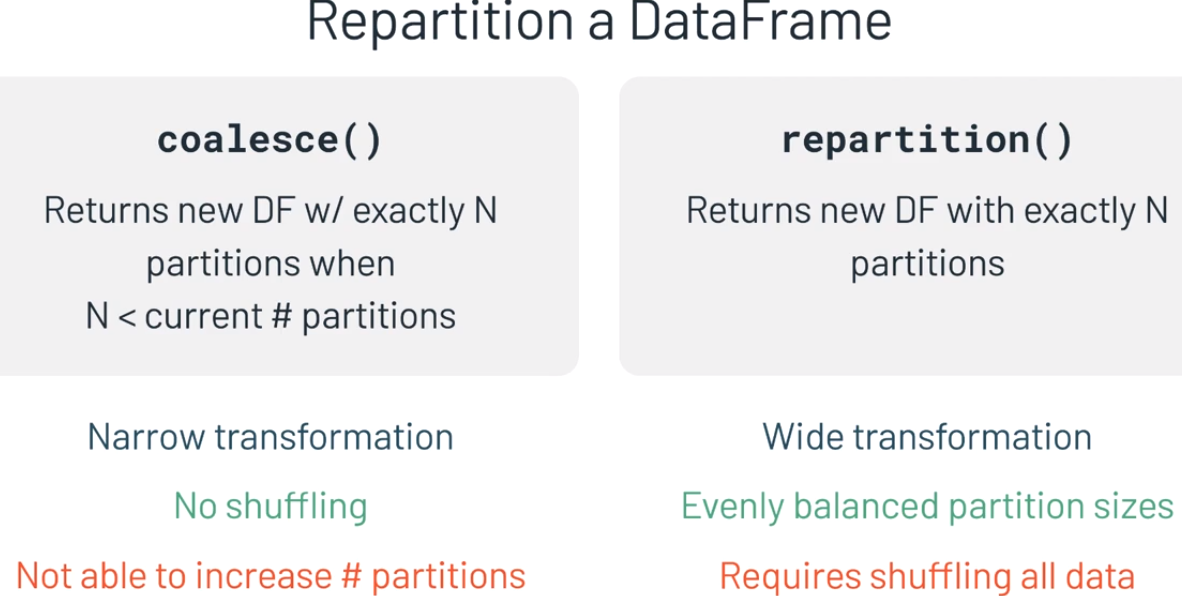 Repartition a DataFrame
coalesce()
Returns new DF w/ exactly N
partitions when
N < current # partitions
Narrow transformation
No shuffling
Not able to increase # partitions
repartition()
Returns new DF with exactly N
partitions
Wide transformation
Evenly balanced partition sizes
Requires shuffling all data